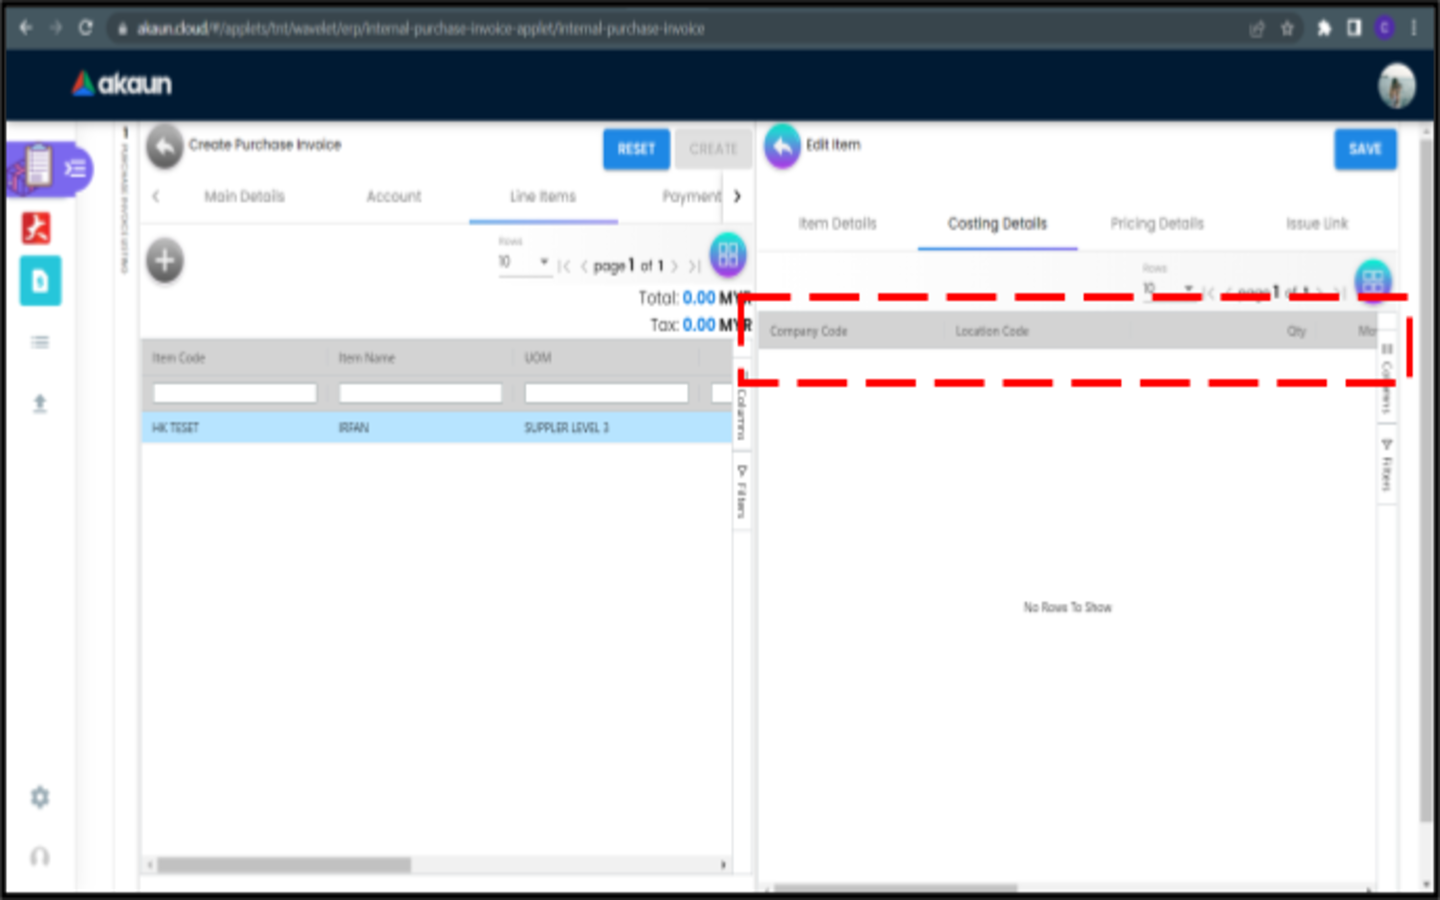 akaun.cloud/#/applets/tnt/wavelet/erp/internal-purchase-invoice-applet/internal-purchase-invoice
C
akaun
1 PURCHASE INVOICE LISTING
Create Purchase Invoice
RESET
CREATE
Main Details
Account
Line Items
Payment
Rows
10
page 1 of 1
Total: 0.00 MYR
Tax: 0.00 MYR
Item Code
Item Name
UOM
HK TESET
IRFAN
SUPPLER LEVEL 3
Columns
Filters
Edit Item
SAVE
Item Details
Costing Details
Pricing Details
Issue Link
Rows
10
page 1 of 1
Company Code
Location Code
Qty
Columns
Filters
No Rows To Show